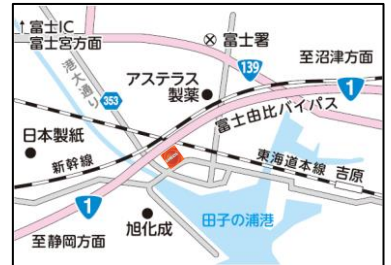 ↑富士IC
富士宮方面
富士署
139
至沼津方面
1
港大通り
353
アステラス
製薬
富士由比バイパス
日本製紙
新幹線
東海道本線
吉原
1
旭化成
田子の浦港
至静岡方面